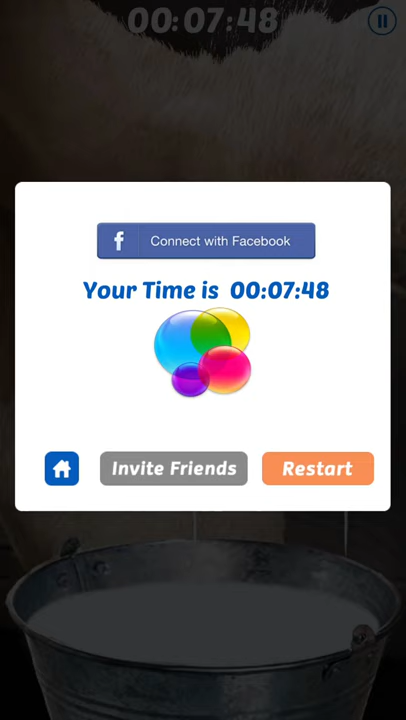 00:07:48
f Connect with Facebook
Your Time is 00:07:48
Invite Friends
Restart